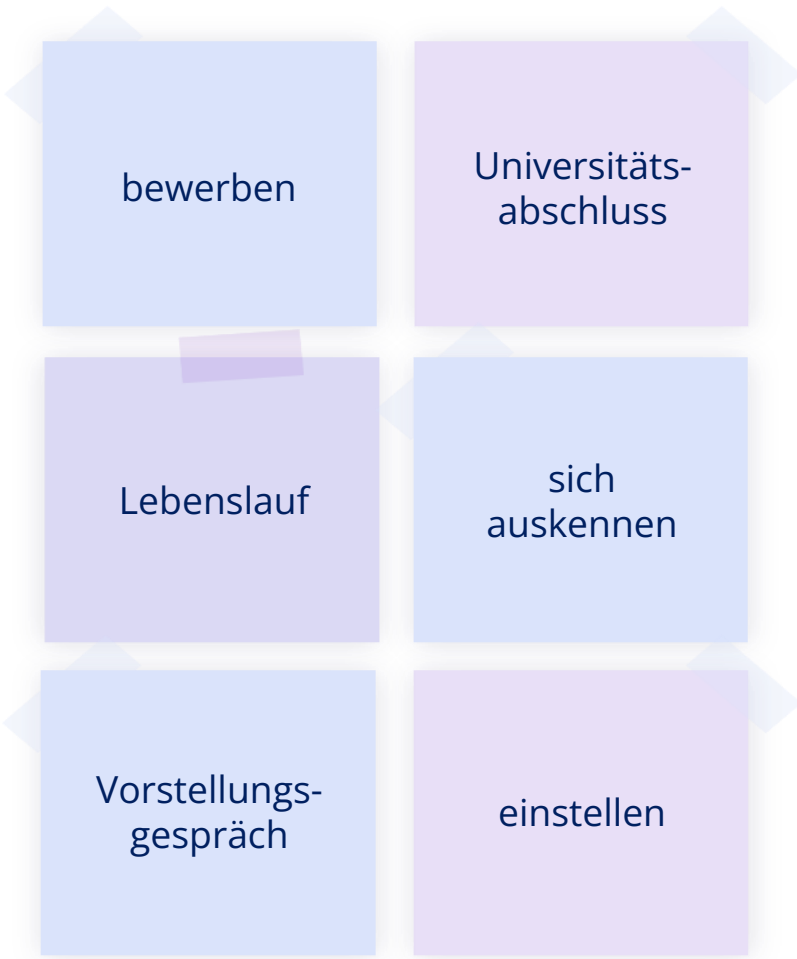 bewerben
Universitäts-
abschluss
Lebenslauf
sich
auskennen
Vorstellungs-
gespräch
einstellen